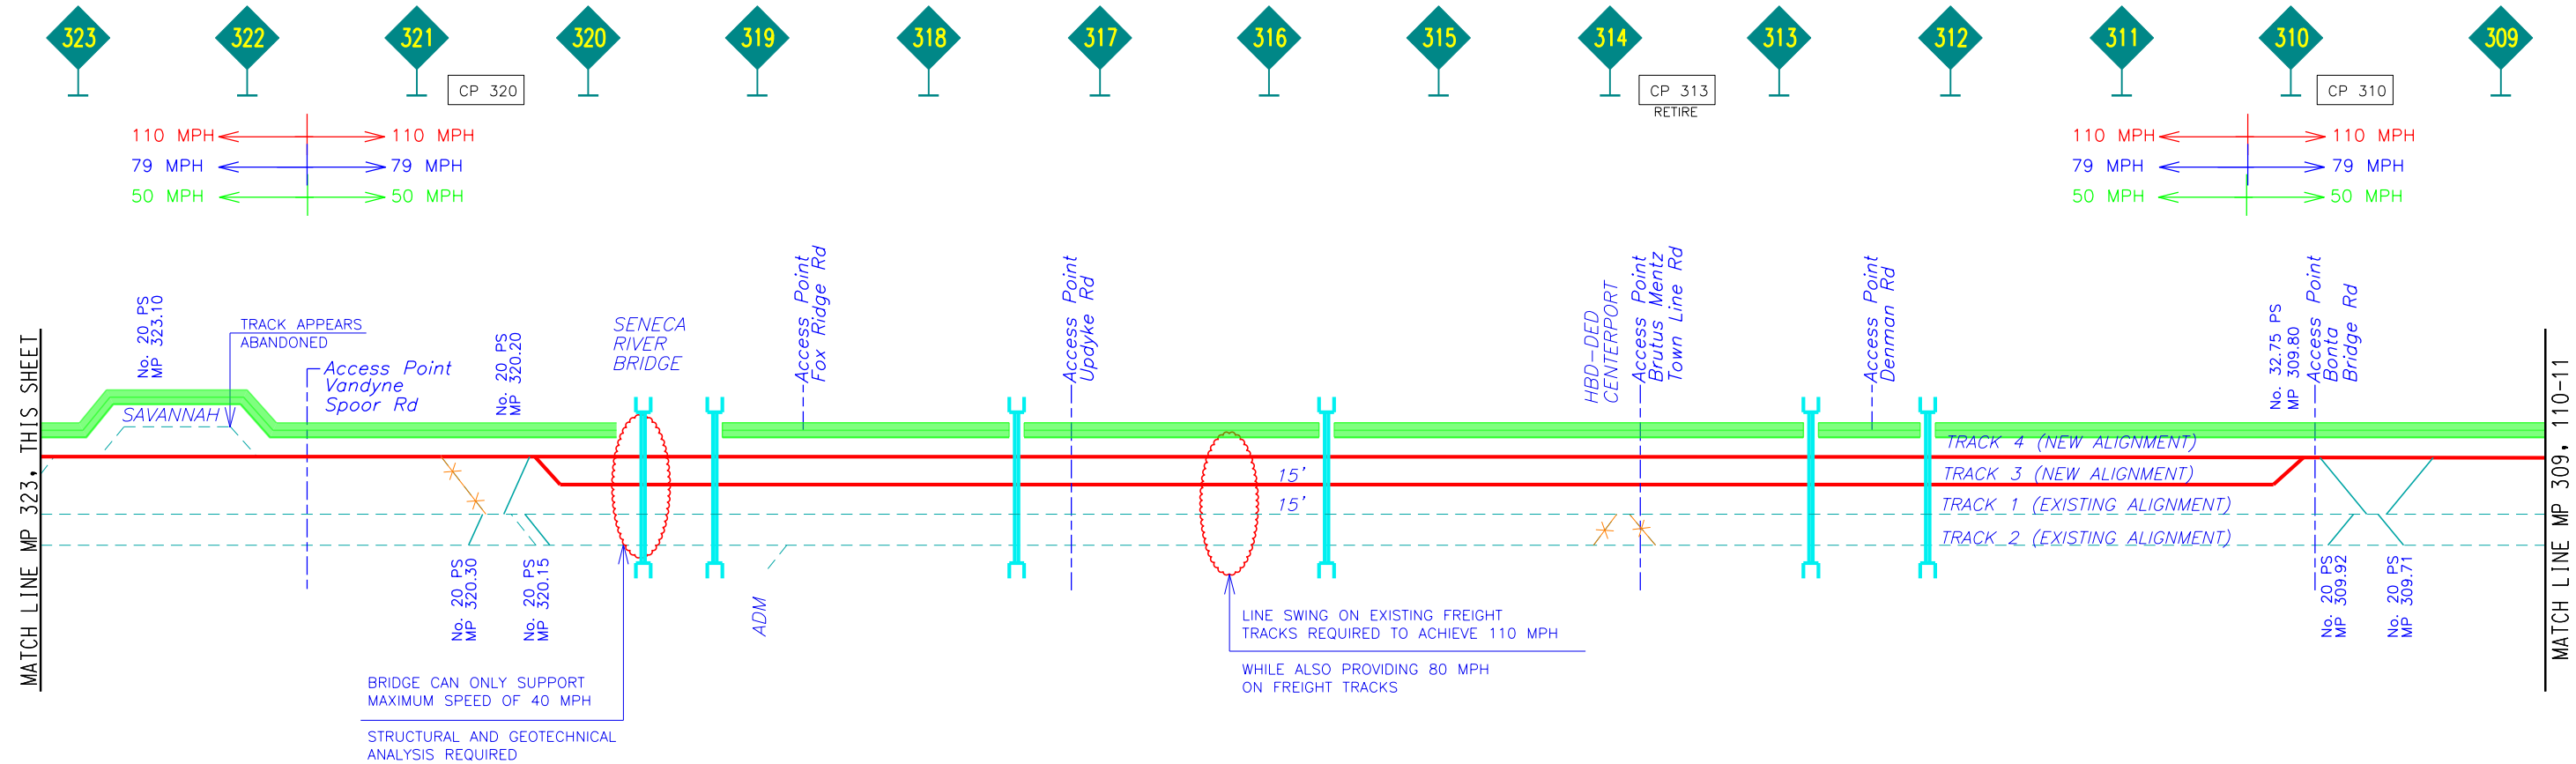 323
322
321
320
319
318
317
316
315
314
313
312
311
310
309
CP 320
CP 313
RETIRE
CP 310
110 MPH
110 MPH
79 MPH
79 MPH
50 MPH
50 MPH
110 MPH
110 MPH
79 MPH
79 MPH
50 MPH
50 MPH
MATCH LINE MP 323, THIS SHEET
No. 20 PS
MP 323.10
TRACK APPEARS
ABANDONED
SAVANNAH
Access Point
Vandyne
Spoor Rd
No. 20 PS
MP 320.20
SENECA
RIVER
BRIDGE
Access Point
Fox Ridge Rd
Access Point
Updyke Rd
HBD-DED
CENTERPORT
Access Point
Brutus Mentz
Town Line Rd
Access Point
Denman Rd
No. 32.75 PS
MP 309.80
Access Point
Bonta
Bridge Rd
TRACK 4 (NEW ALIGNMENT)
15'
TRACK 3 (NEW ALIGNMENT)
15'
TRACK 1 (EXISTING ALIGNMENT)
TRACK 2 (EXISTING ALIGNMENT)
No. 20 PS
MP 320.30
No. 20 PS
MP 320.15
ADM
No. 20 PS
MP 309.92
No. 20 PS
MP 309.71
LINE SWING ON EXISTING FREIGHT
TRACKS REQUIRED TO ACHIEVE 110 MPH
WHILE ALSO PROVIDING 80 MPH
ON FREIGHT TRACKS
BRIDGE CAN ONLY SUPPORT
MAXIMUM SPEED OF 40 MPH
STRUCTURAL AND GEOTECHNICAL
ANALYSIS REQUIRED
MATCH LINE MP 309, 110-11